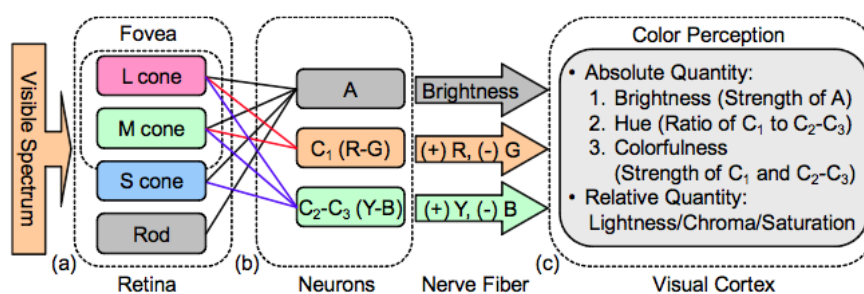 Visible Spectrum
(a)
Fovea
L cone
M cone
S cone
Rod
Retina
(b)
A
C₁ (R-G)
C₂-C₃ (Y-B)
Neurons
Brightness
(+) R, (-) G
(+) Y, (-) B
Nerve Fiber
(c)
Color Perception
• Absolute Quantity:
1. Brightness (Strength of A)
2. Hue (Ratio of C₁ to C₂-C₃)
3. Colorfulness
(Strength of C₁ and C₂-C₃)
• Relative Quantity:
Lightness/Chroma/Saturation
Visual Cortex